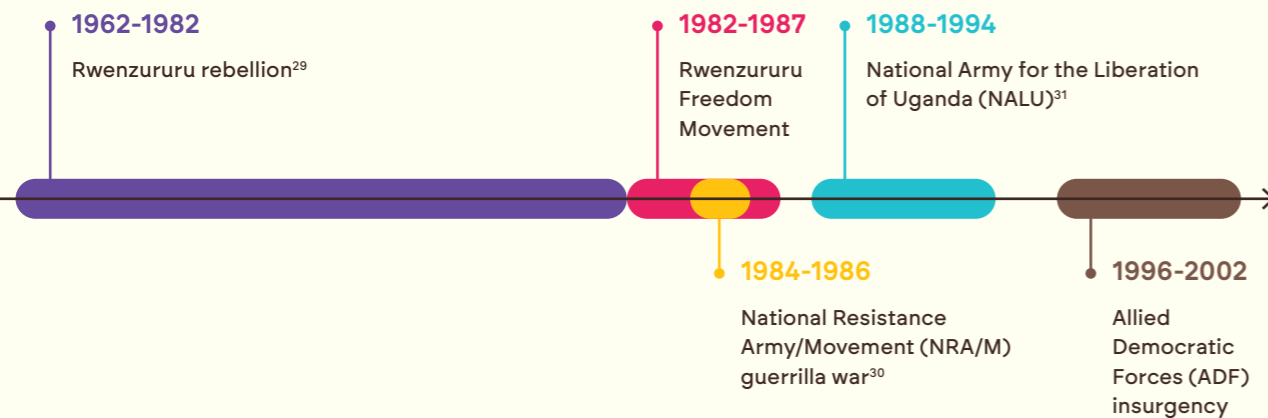 1962-1982
Rwenzururu rebellion²⁹
1982-1987
Rwenzururu
Freedom
Movement
1988-1994
National Army for the Liberation
of Uganda (NALU)³¹
1984-1986
National Resistance
Army/Movement (NRA/M)
guerrilla war³⁰
1996-2002
Allied
Democratic
Forces (ADF)
insurgency